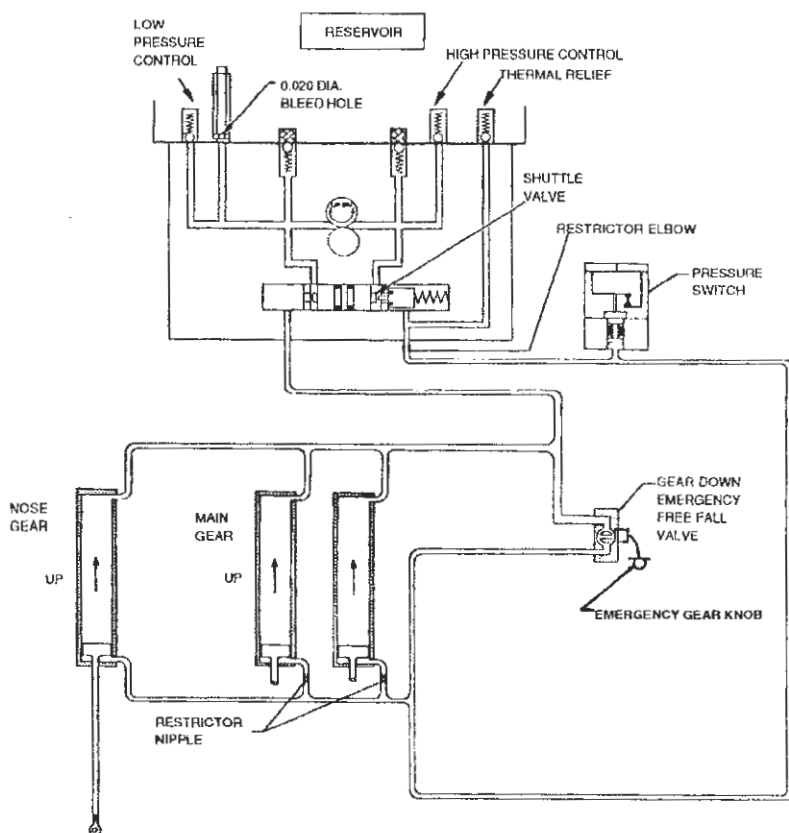 LOW
PRESSURE
CONTROL
RESERVOIR
HIGH PRESSURE CONTROL
THERMAL RELIEF
0.020 DIA.
BLEED HOLE
SHUTTLE
VALVE
RESTRICTOR ELBOW
PRESSURE
SWITCH
NOSE
GEAR
UP
MAIN
GEAR
UP
GEAR DOWN
EMERGENCY
FREE FALL
VALVE
EMERGENCY GEAR KNOB
RESTRICTOR
NIPPLE